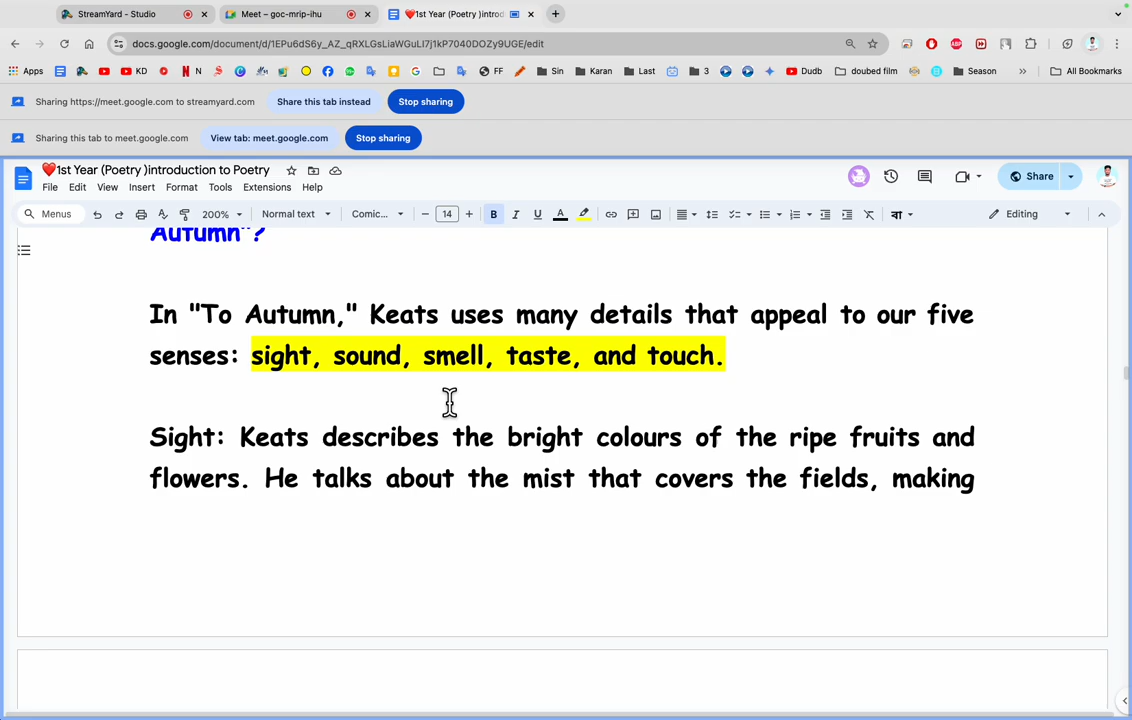 StreamYard - Studio
Meet – goc-mrip-ihu
❤️1st Year (Poetry )introd
docs.google.com/document/d/1EPu6dS6y_AZ_qRXLGsLiaWGuLI7j1kP7040DOZy9UGE/edit
Apps
KD
N
FF
Sin
Karan
Last
3
Dudb
doubed film
Season
All Bookmarks
Sharing https://meet.google.com to streamyard.com
Share this tab instead
Stop sharing
Sharing this tab to meet.google.com
View tab: meet.google.com
Stop sharing
❤️1st Year (Poetry )introduction to Poetry
File Edit View Insert Format Tools Extensions Help
Share
Menus
200%
Normal text
Comic...
14
B I U A
वा
Editing
Autumn"?
In "To Autumn," Keats uses many details that appeal to our five
senses: sight, sound, smell, taste, and touch.
Sight: Keats describes the bright colours of the ripe fruits and
flowers. He talks about the mist that covers the fields, making